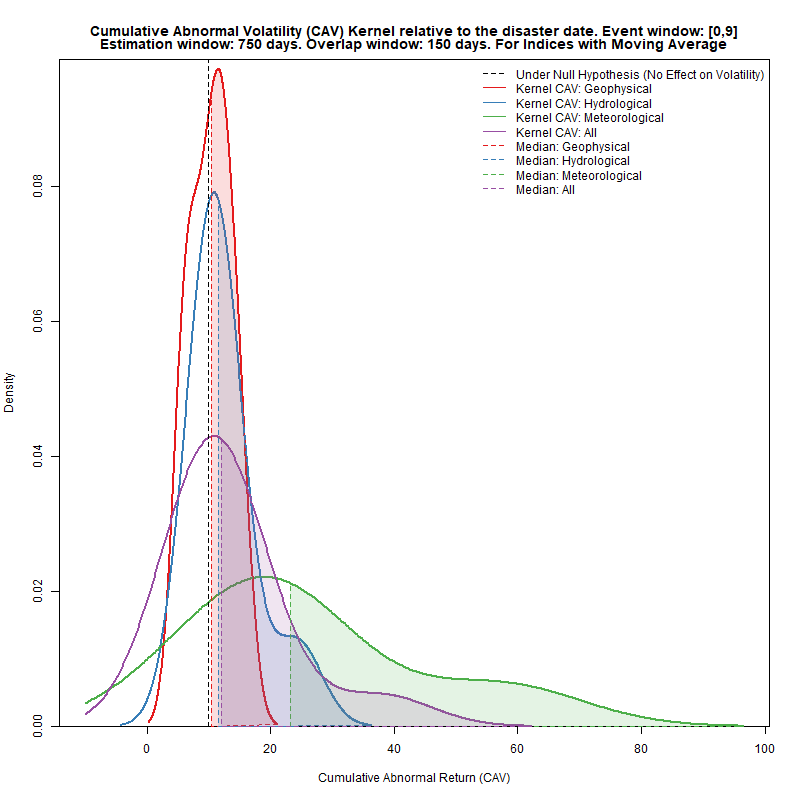 Cumulative Abnormal Volatility (CAV) Kernel relative to the disaster date. Event window: [0,9]
Estimation window: 750 days. Overlap window: 150 days. For Indices with Moving Average
Under Null Hypothesis (No Effect on Volatility)
Kernel CAV: Geophysical
Kernel CAV: Hydrological
Kernel CAV: Meteorological
Kernel CAV: All
Median: Geophysical
Median: Hydrological
Median: Meteorological
Median: All
Density
0.08
0.06
0.04
0.02
0.00
0 20 40 60 80 100
Cumulative Abnormal Return (CAV)